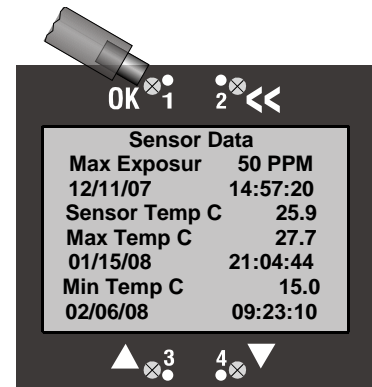 OK 1 2 <<
Sensor Data
Max Exposur 50 PPM
12/11/07 14:57:20
Sensor Temp C 25.9
Max Temp C 27.7
01/15/08 21:04:44
Min Temp C 15.0
02/06/08 09:23:10
3 4